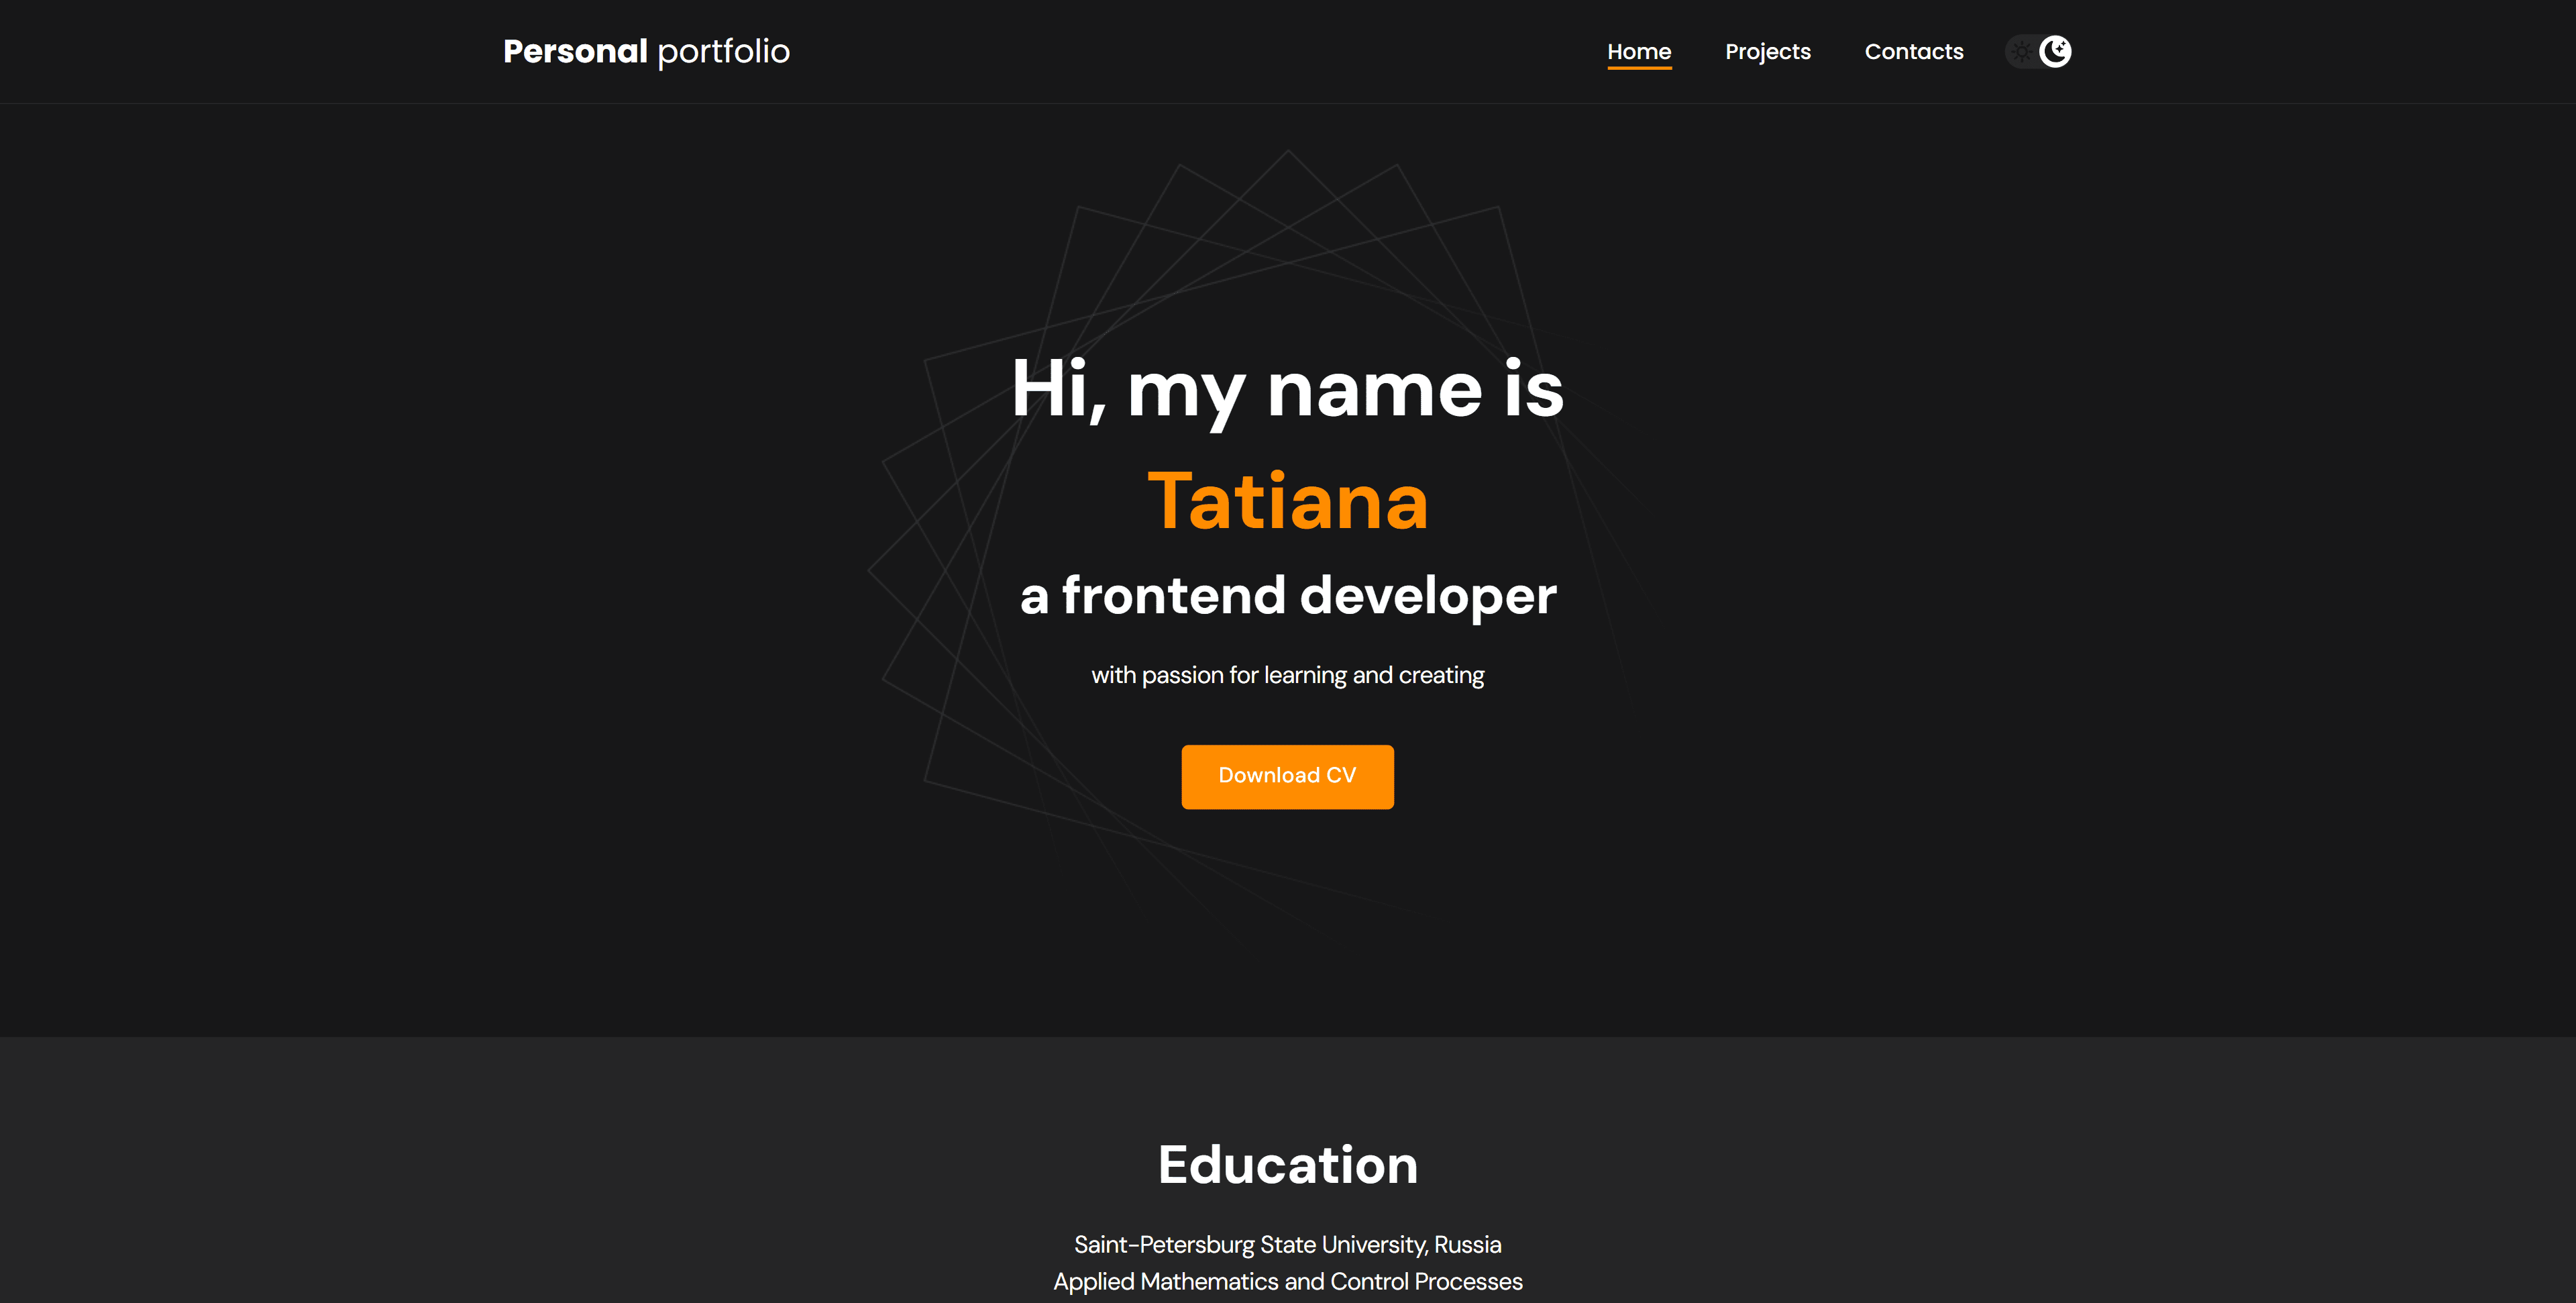 Personal portfolio
Home Projects Contacts
Hi, my name is
Tatiana
a frontend developer
with passion for learning and creating
Download CV
Education
Saint-Petersburg State University, Russia
Applied Mathematics and Control Processes